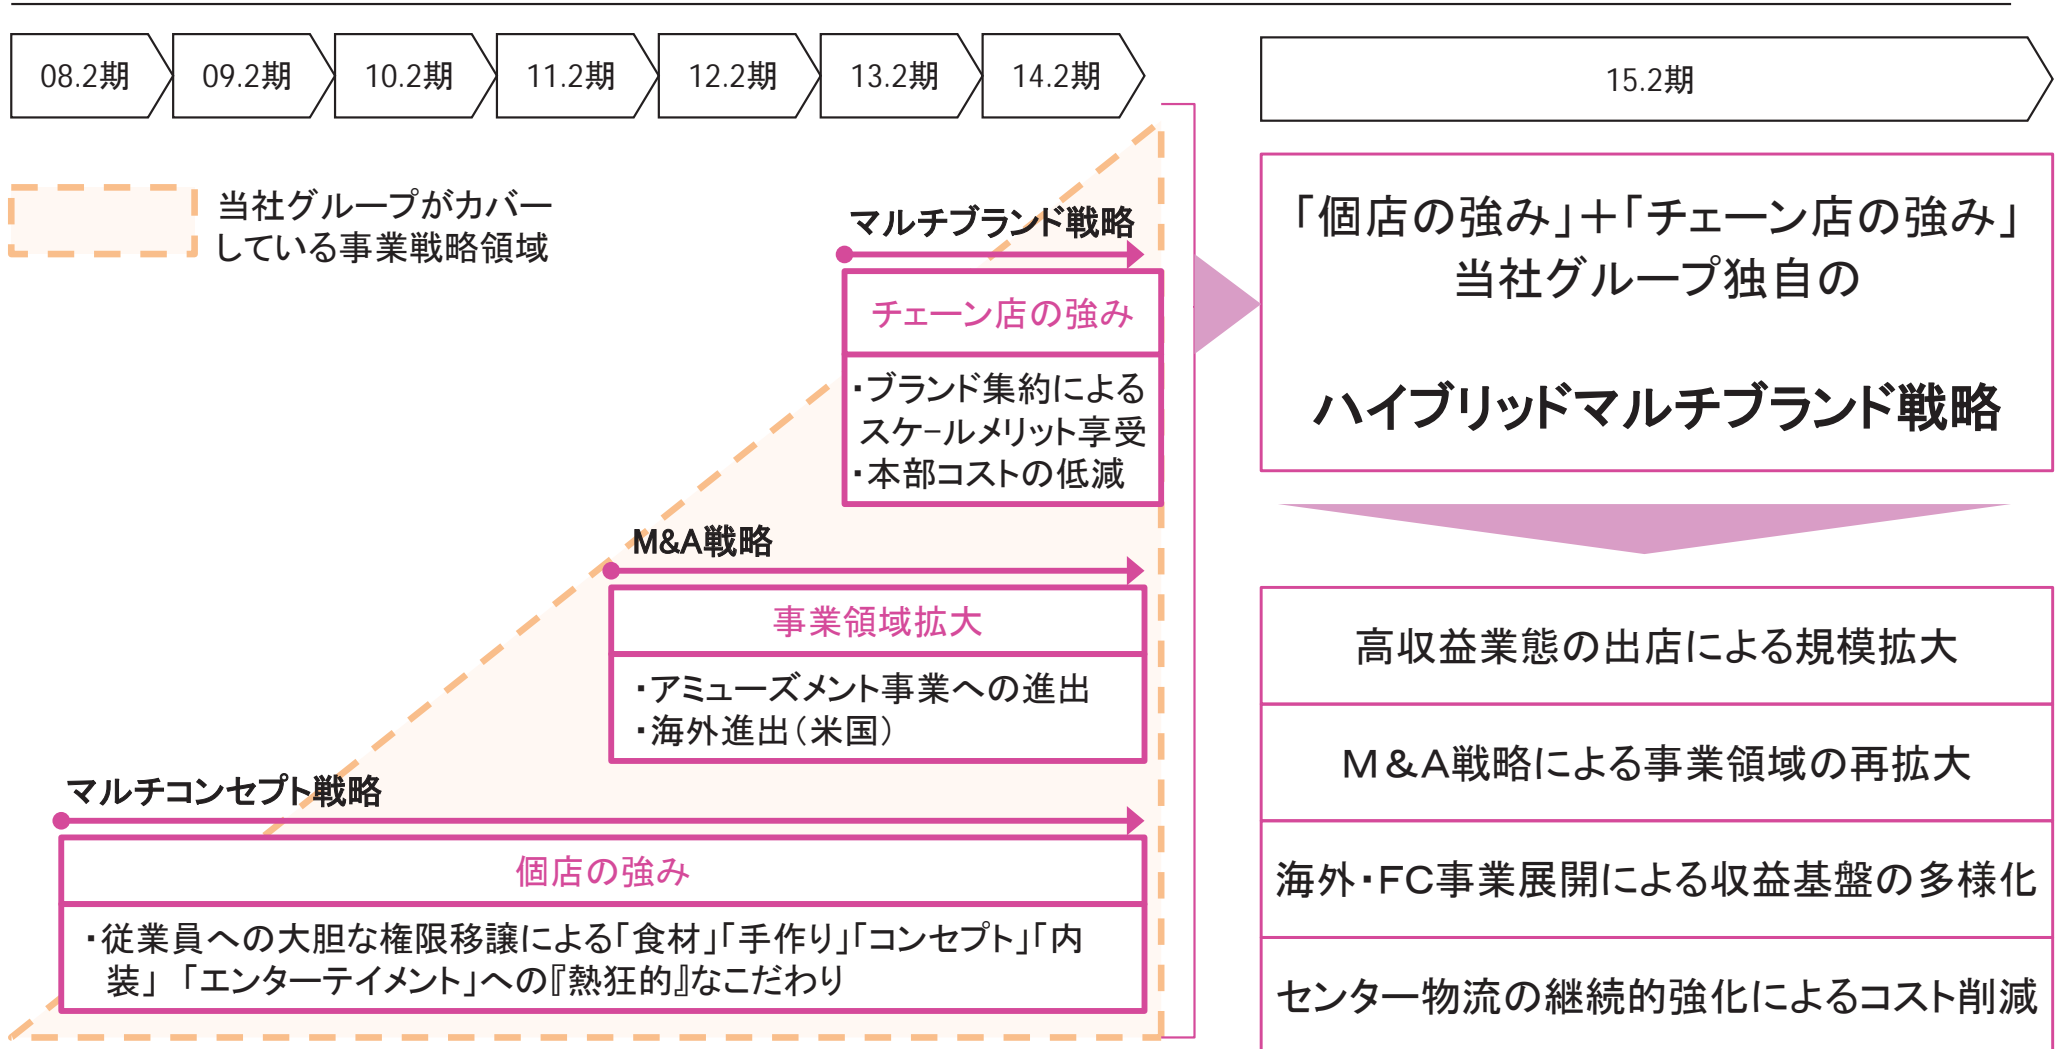 08.2期
09.2期
10.2期
11.2期
12.2期
13.2期
14.2期
15.2期
当社グループがカバー
している事業戦略領域
マルチブランド戦略
チェーン店の強み
・ブランド集約による
スケールメリット享受
・本部コストの低減
M&A戦略
事業領域拡大
・アミューズメント事業への進出
・海外進出（米国）
マルチコンセプト戦略
個店の強み
・従業員への大胆な権限移譲による「食材」「手作り」「コンセプト」「内
装」 「エンターテイメント」への『熱狂的』なこだわり
「個店の強み」＋「チェーン店の強み」
当社グループ独自の
ハイブリッドマルチブランド戦略
高収益業態の出店による規模拡大
Ｍ＆Ａ戦略による事業領域の再拡大
海外・ＦＣ事業展開による収益基盤の多様化
センター物流の継続的強化によるコスト削減